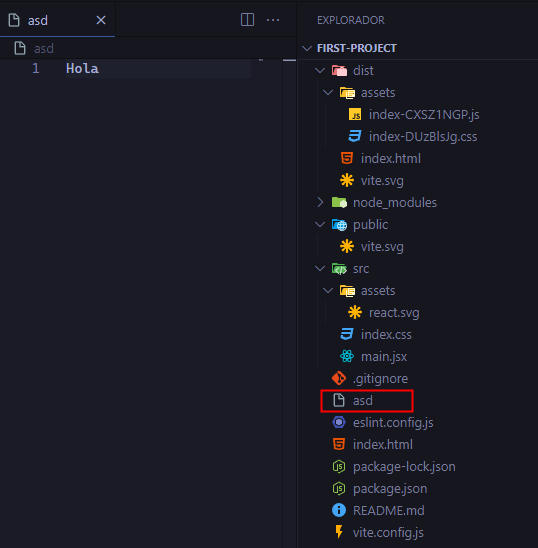 asd
asd
1 Hola
EXPLORADOR
FIRST-PROJECT
dist
assets
index-CXSZ1NGP.js
index-DUzBlsJg.css
index.html
vite.svg
node_modules
public
vite.svg
src
assets
react.svg
index.css
main.jsx
.gitignore
asd
eslint.config.js
index.html
package-lock.json
package.json
README.md
vite.config.js